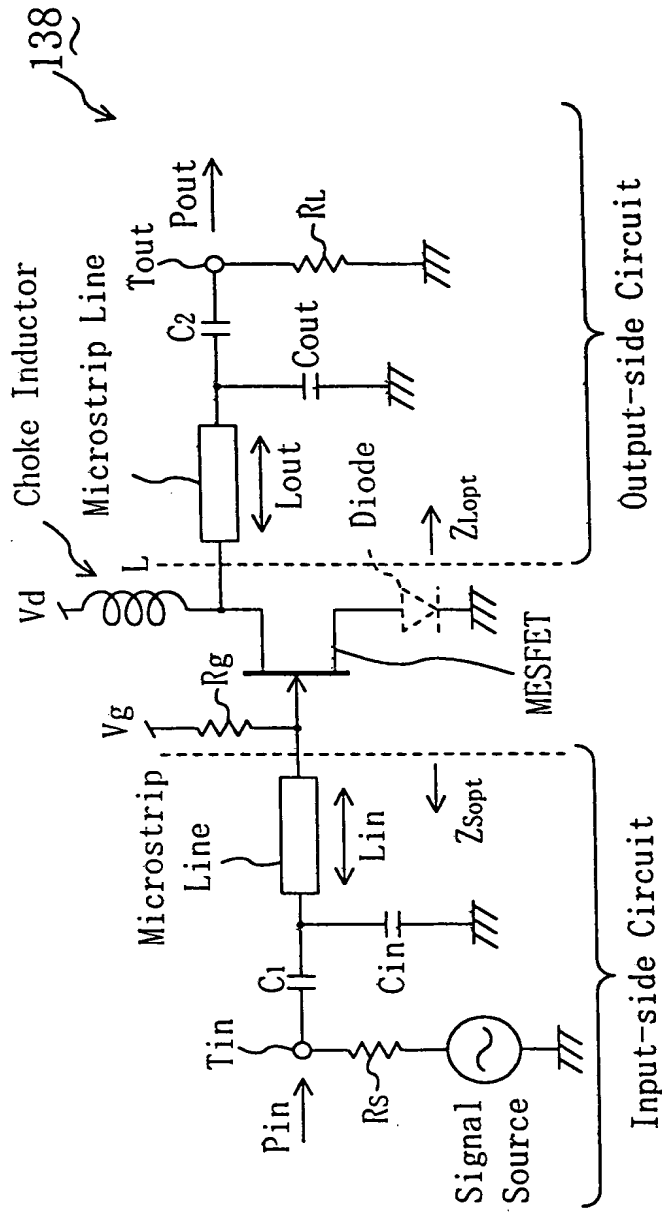 138
Choke Inductor
Microstrip Line
Vd
L
Vg
Rg
Microstrip
Line
Tin
Pin
C1
Cin
Lin
Rs
Signal
Source
ZSopt
MESFET
Diode
ZLopt
Lout
Cout
C2
Tout
Pout
RL
Input-side Circuit
Output-side Circuit